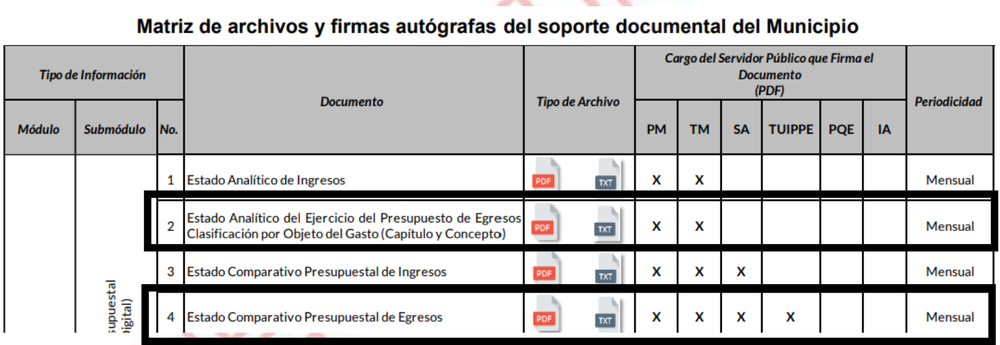 Matriz de archivos y firmas autógrafas del soporte documental del Municipio
Tipo de Información
Documento
Tipo de Archivo
Cargo del Servidor Público que Firma el
Documento
(PDF)
Periodicidad
Módulo Submódulo No.
PM TM SA TUIPPE PQE IA
1 Estado Analítico de Ingresos PDF TXT X X Mensual
2 Estado Analítico del Ejercicio del Presupuesto de Egresos
Clasificación por Objeto del Gasto (Capítulo y Concepto) PDF TXT X X Mensual
3 Estado Comparativo Presupuestal de Ingresos PDF TXT X X X Mensual
4 Estado Comparativo Presupuestal de Egresos PDF TXT X X X X Mensual
supuestal
Digital)